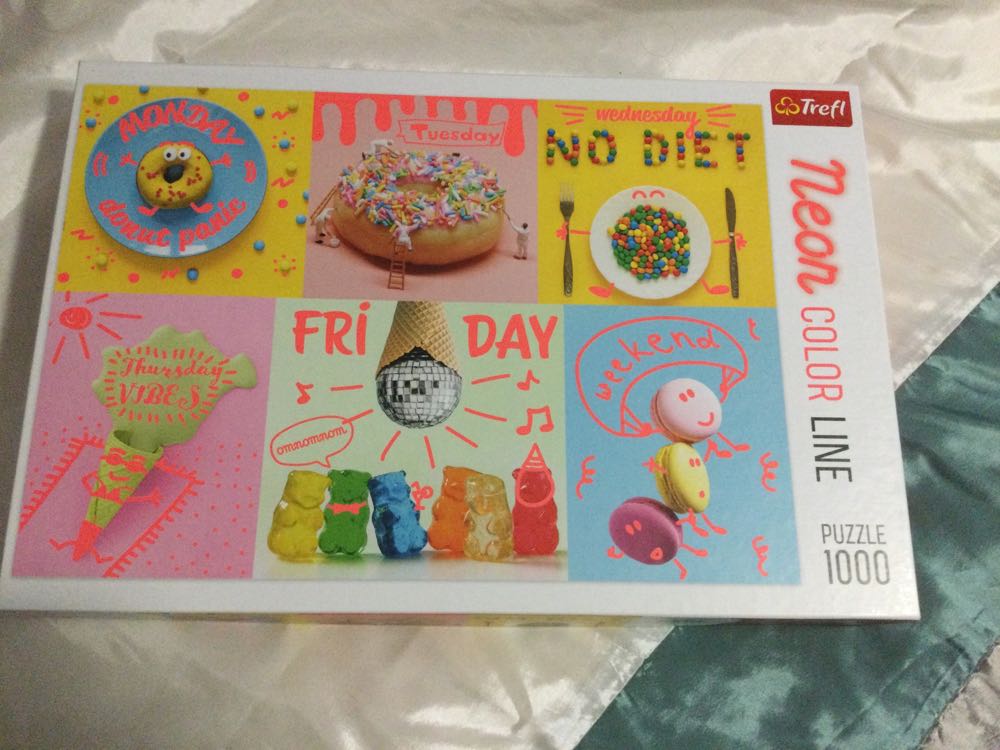 MONDAY
donut panic
Tuesday
wednesday
NO DIET
Thursday
VIBES
FRI DAY
omnomnom
weekend
Trefl
Neon COLOR LINE
PUZZLE
1000